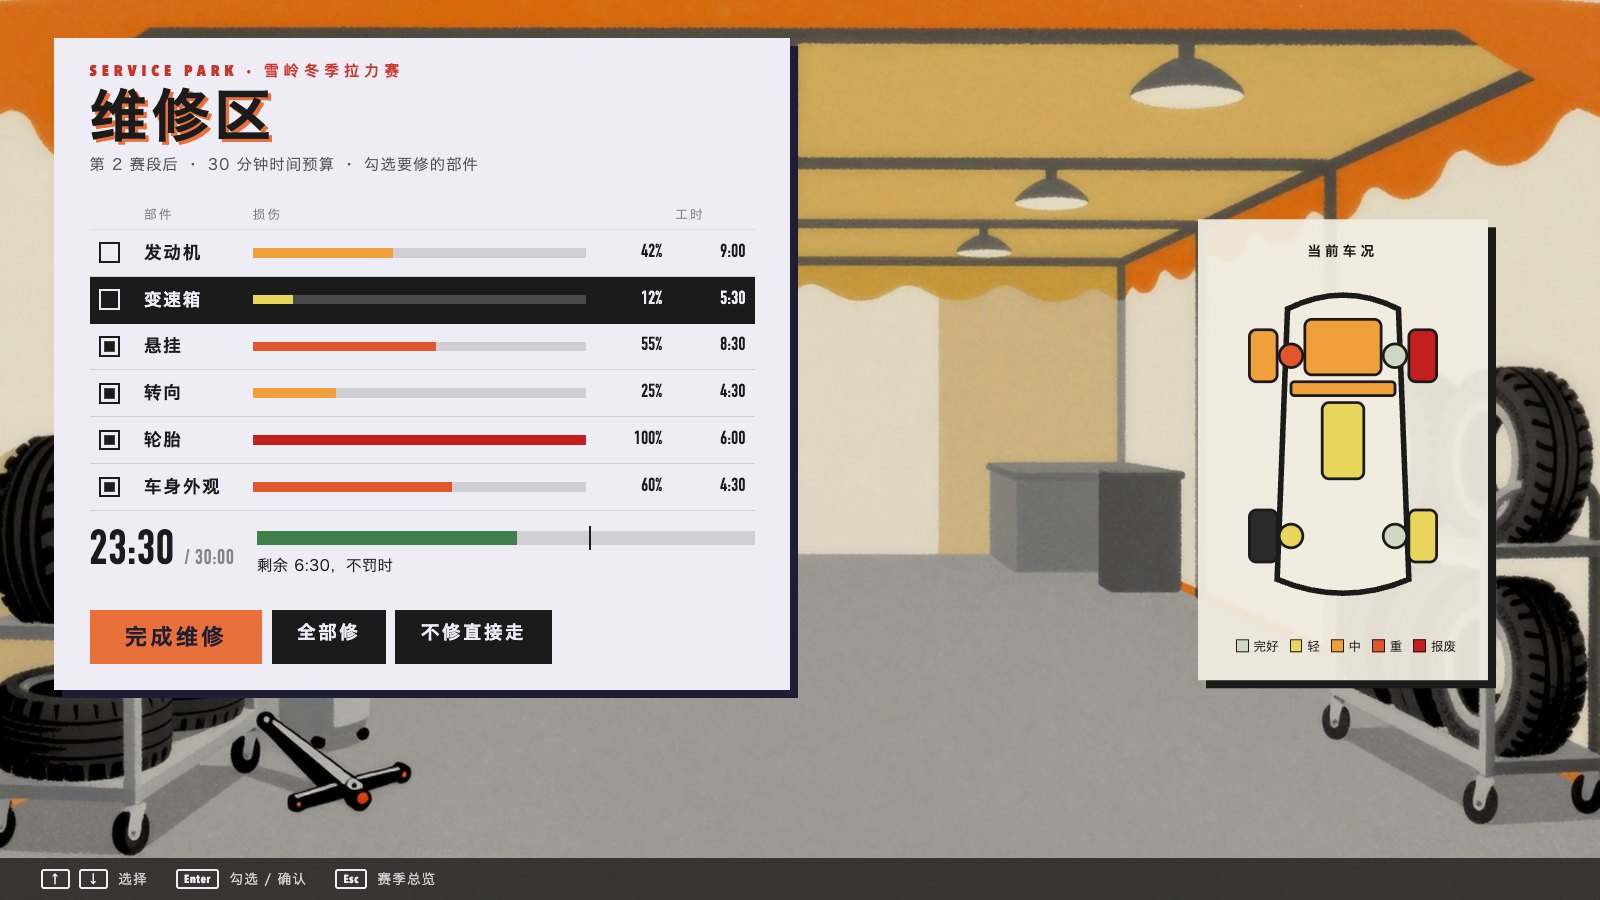 SERVICE PARK · 雪岭冬季拉力赛
维修区
第 2 赛段后 · 30 分钟时间预算 · 勾选要修的部件
部件 损伤 工时
发动机 42% 9:00
变速箱 12% 5:30
悬挂 55% 8:30
转向 25% 4:30
轮胎 100% 6:00
车身外观 60% 4:30
23:30 / 30:00
剩余 6:30，不罚时
完成维修 全部修 不修直接走
当前车况
完好 轻 中 重 报废
↑ ↓ 选择 Enter 勾选 / 确认 Esc 赛季总览